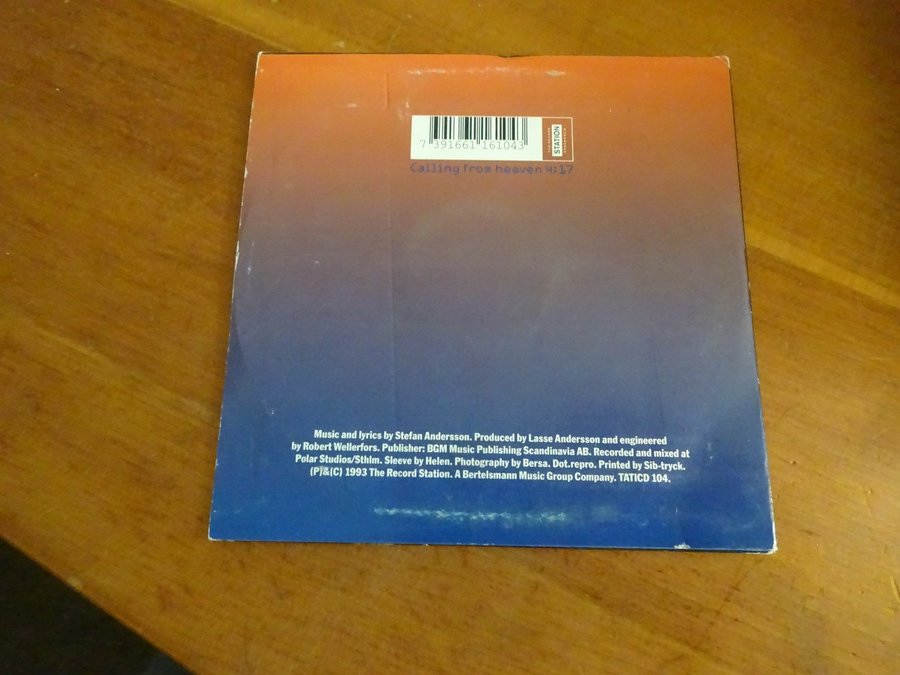 7 391661 161043
STATION
Calling from heaven 4:17
Music and lyrics by Stefan Andersson. Produced by Lasse Andersson and engineered
by Robert Wellerfors. Publisher: BGM Music Publishing Scandinavia AB. Recorded and mixed at
Polar Studios/Sthlm. Sleeve by Helen. Photography by Bersa. Dot.repro. Printed by Sib-tryck.
(P)&(C) 1993 The Record Station. A Bertelsmann Music Group Company. TATICD 104.